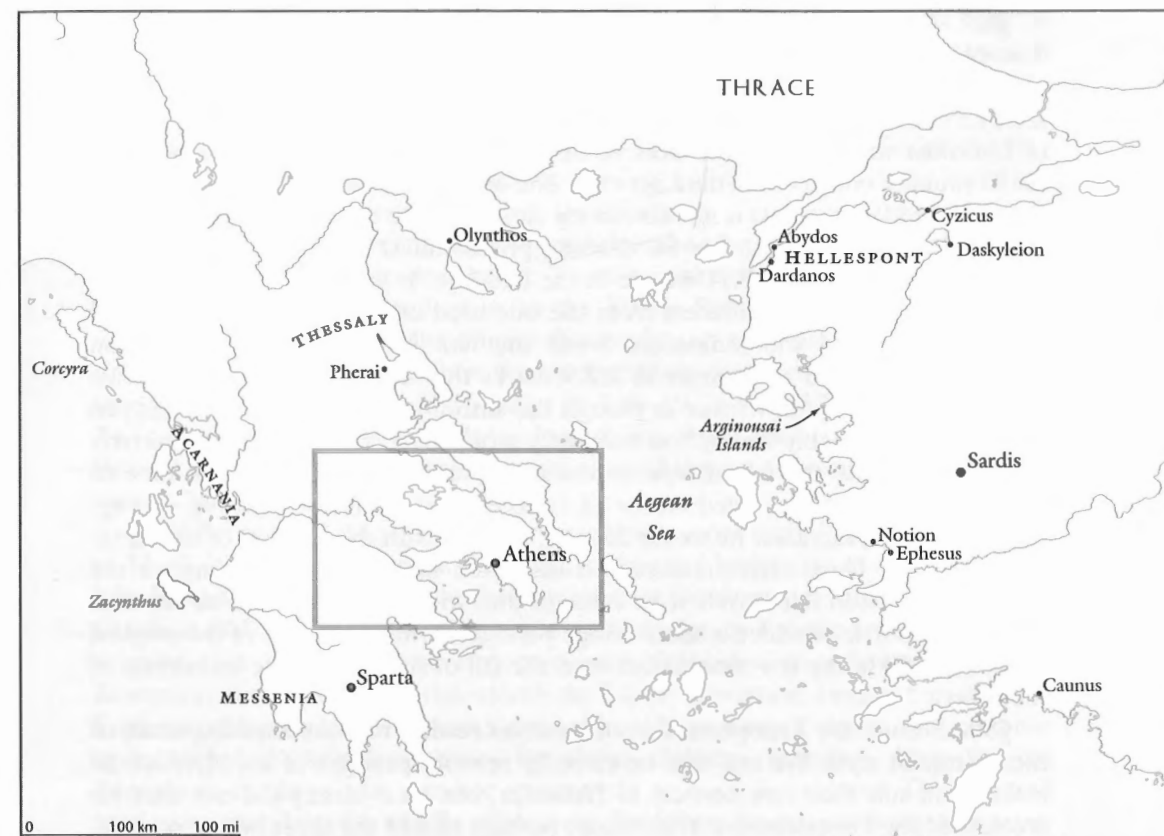 THRACE
Cyzicus
Olynthos
Abydos
Daskyleion
HELLESPONT
Dardanos
THESSALY
Corcyra
Pherai
Arginousai
Islands
ACARNANIA
Sardis
Aegean
Sea
Notion
Athens
Ephesus
Zacynthus
Sparta
MESSENIA
Caunus
0 100 km 100 mi